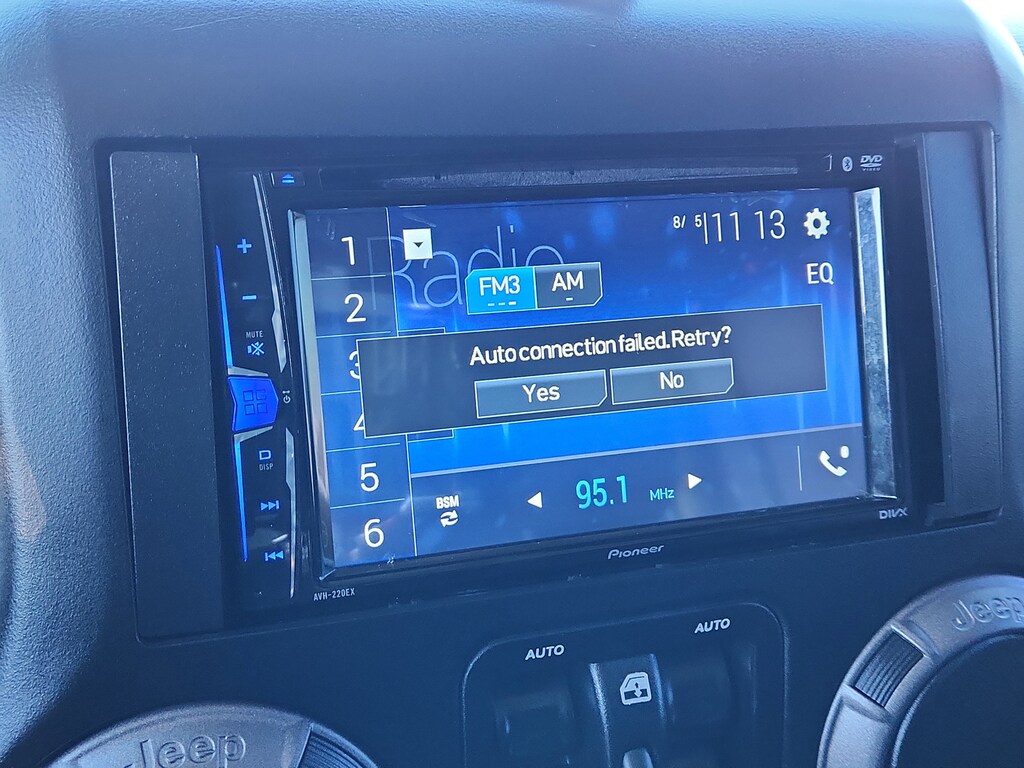 DVD
VIDEO
MUTE
DISP
1
2
3
4
5
6
Radio
8/ 5 11 13
FM3
AM
EQ
Auto connection failed. Retry?
Yes
No
BSM
95.1 MHz
DIVX
Pioneer
AVH-220EX
AUTO
AUTO
Jeep
Jeep